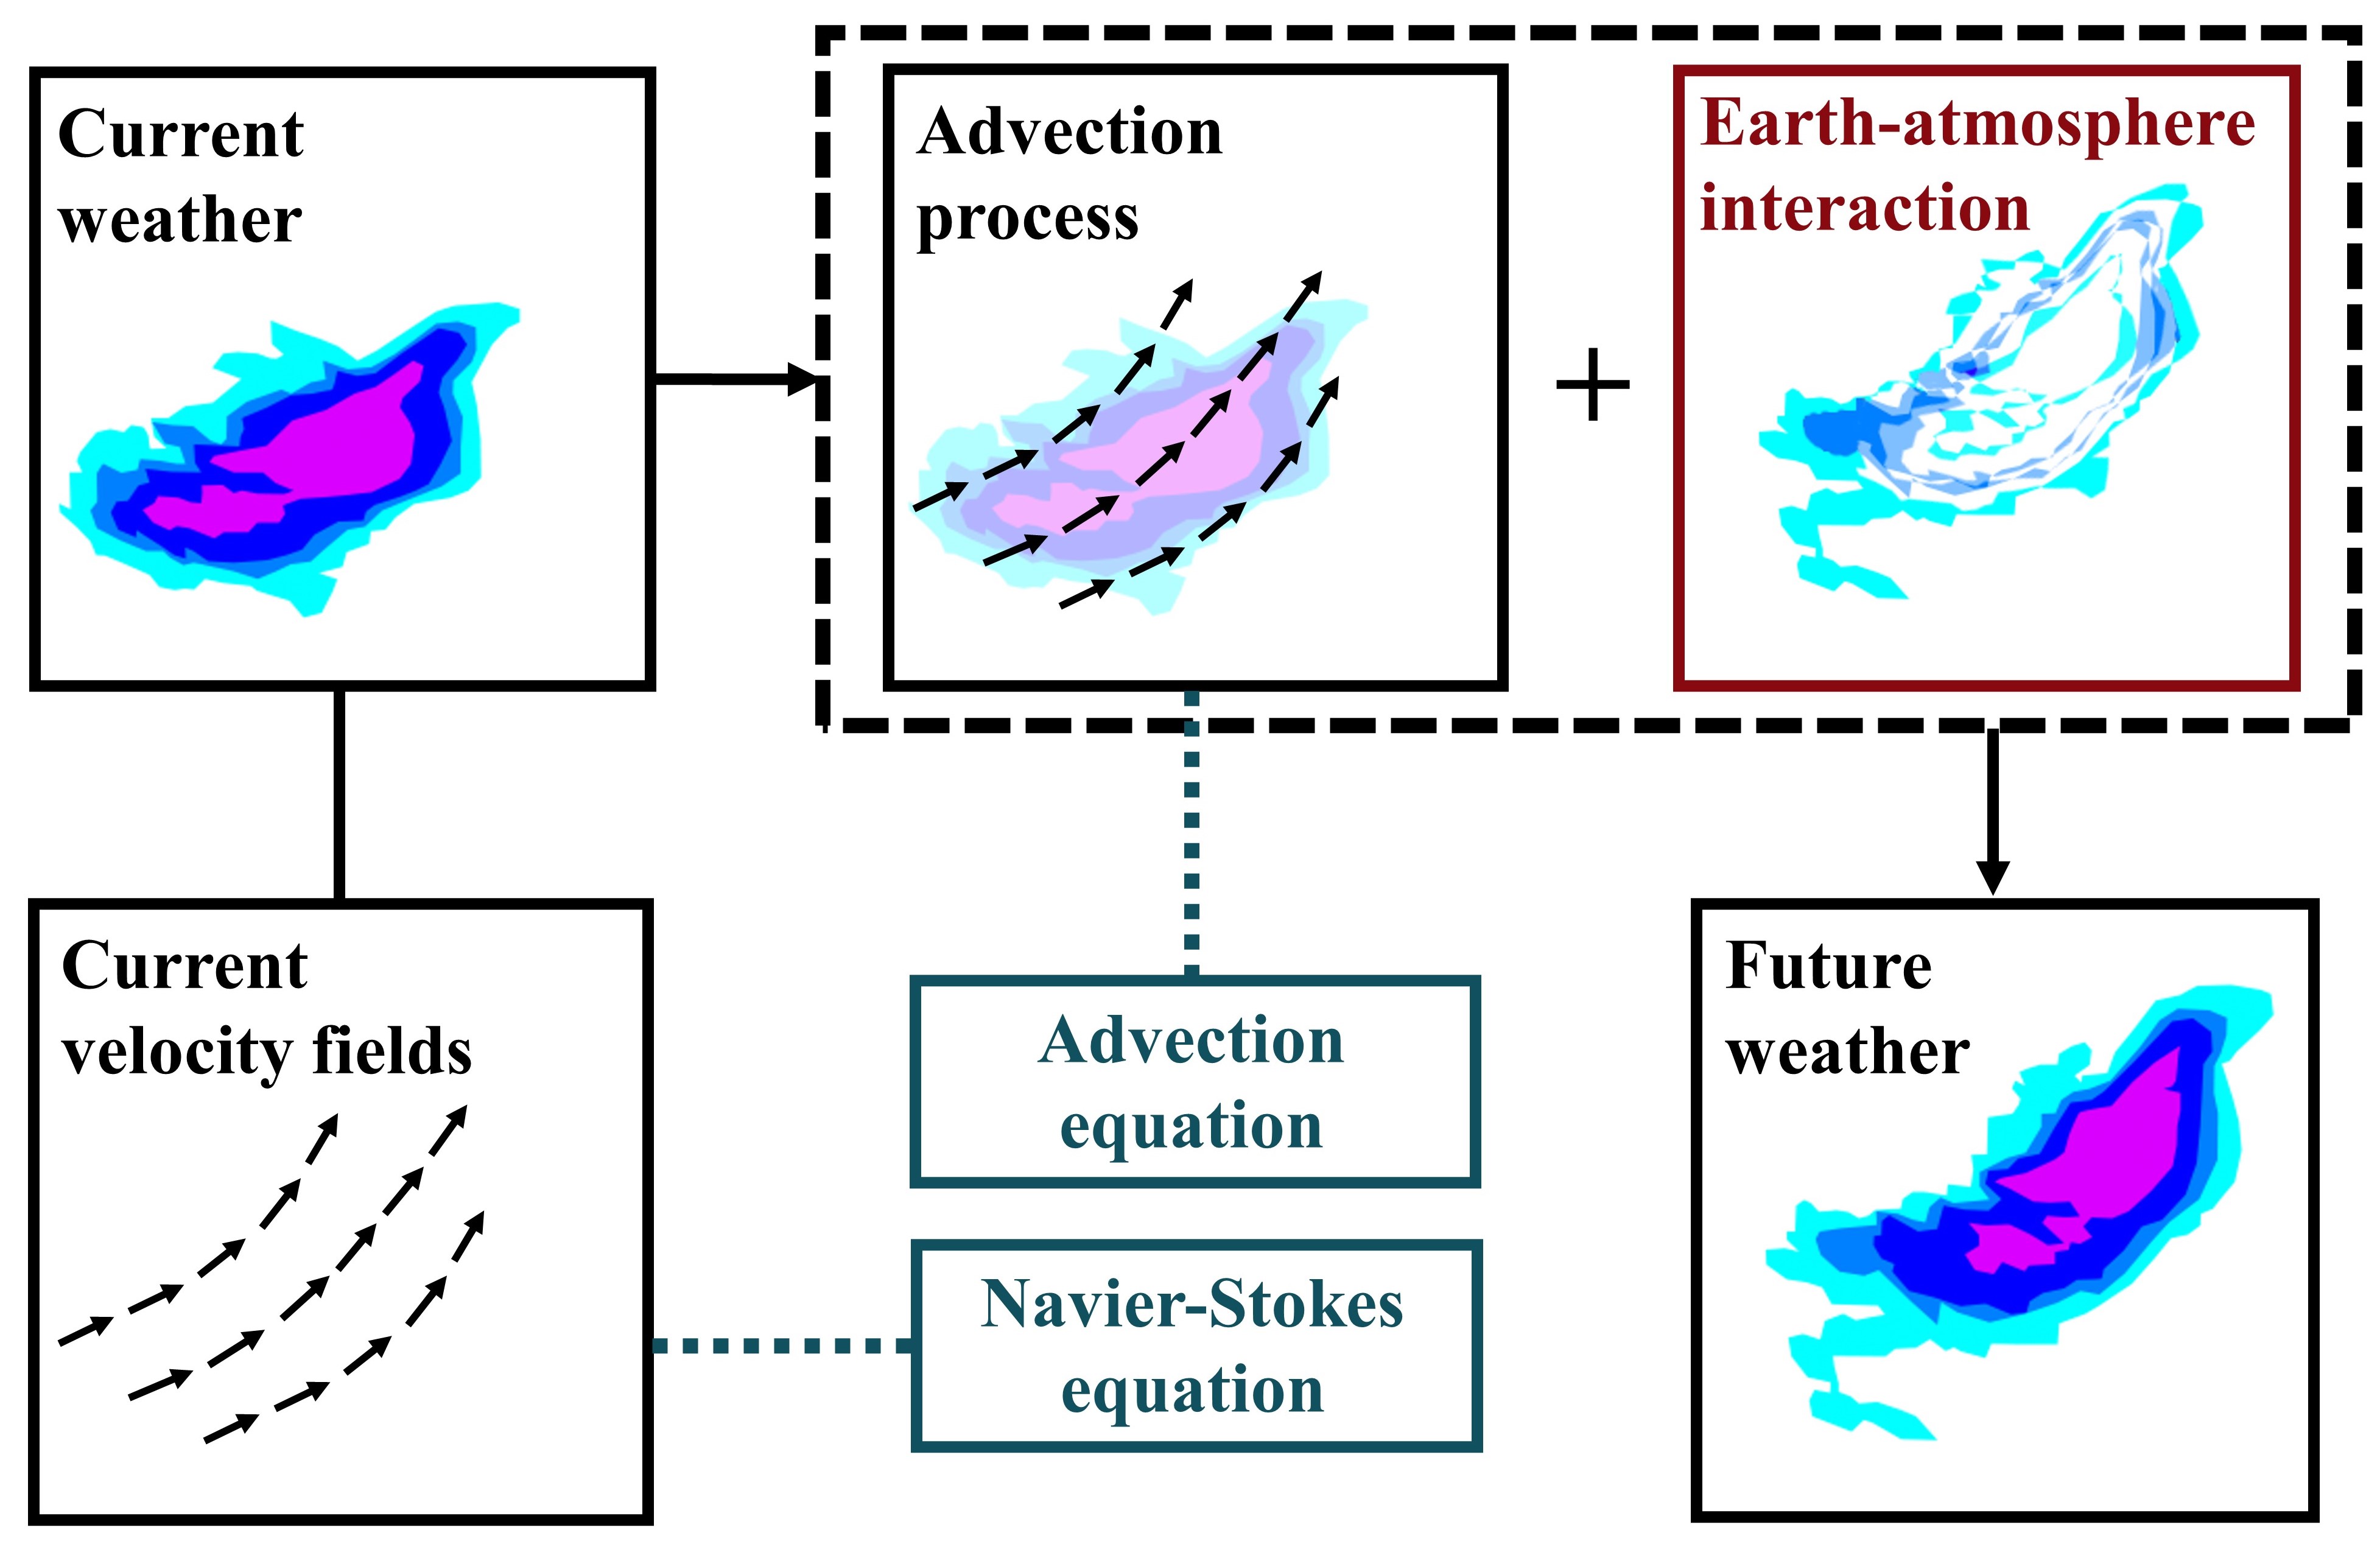 Current
weather
Advection
process
Earth-atmosphere
interaction
+
Current
velocity fields
Advection
equation
Navier-Stokes
equation
Future
weather